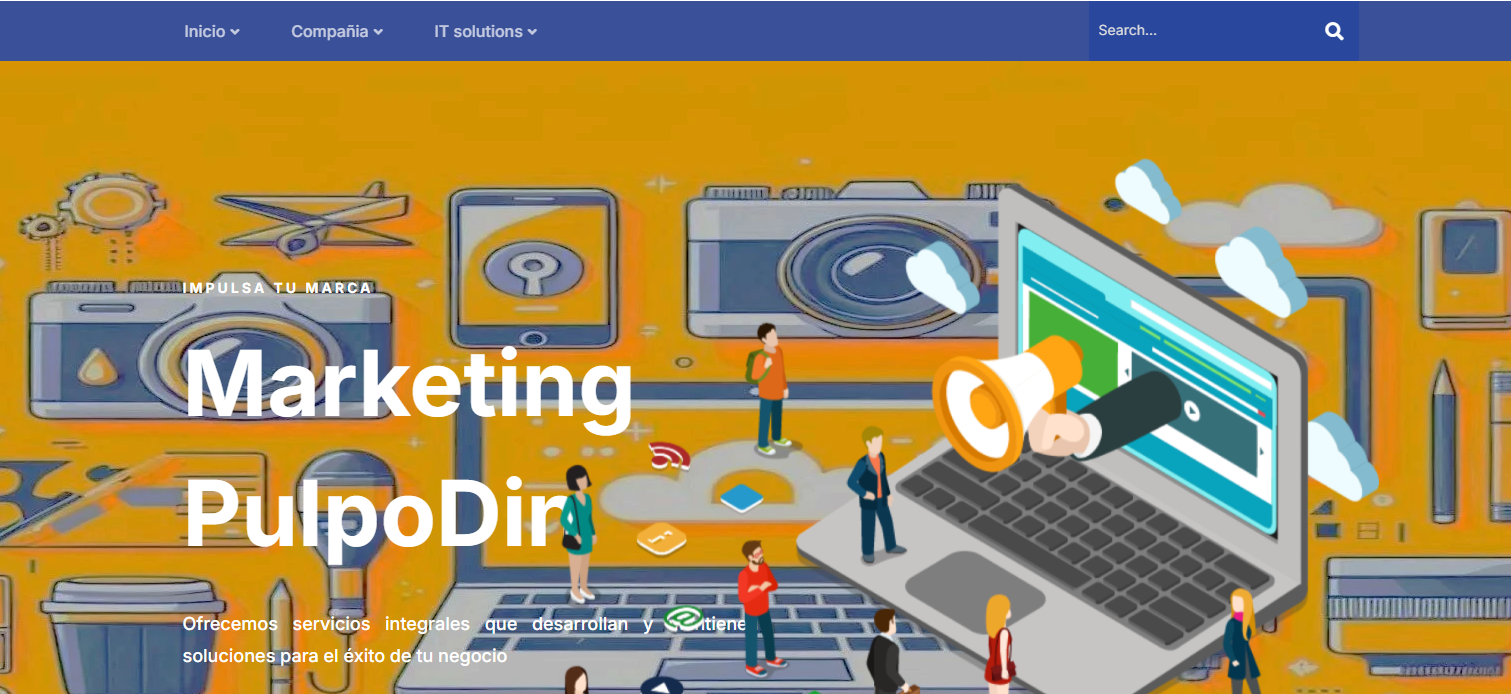 Inicio
Compañia
IT solutions
Search...
IMPULSA TU MARCA
Marketing
PulpoDir
Ofrecemos servicios integrales que desarrollan y
soluciones para el éxito de tu negocio